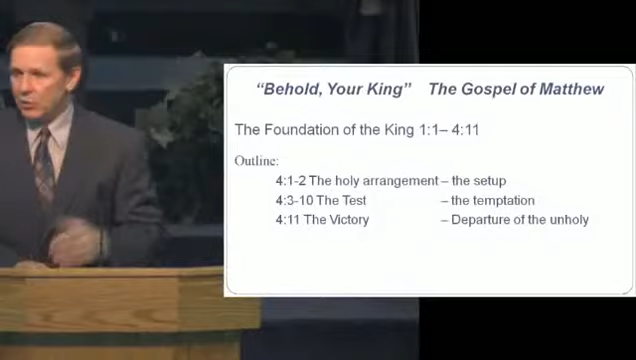 “Behold, Your King” The Gospel of Matthew
The Foundation of the King 1:1– 4:11
Outline:
4:1-2 The holy arrangement – the setup
4:3-10 The Test – the temptation
4:11 The Victory – Departure of the unholy